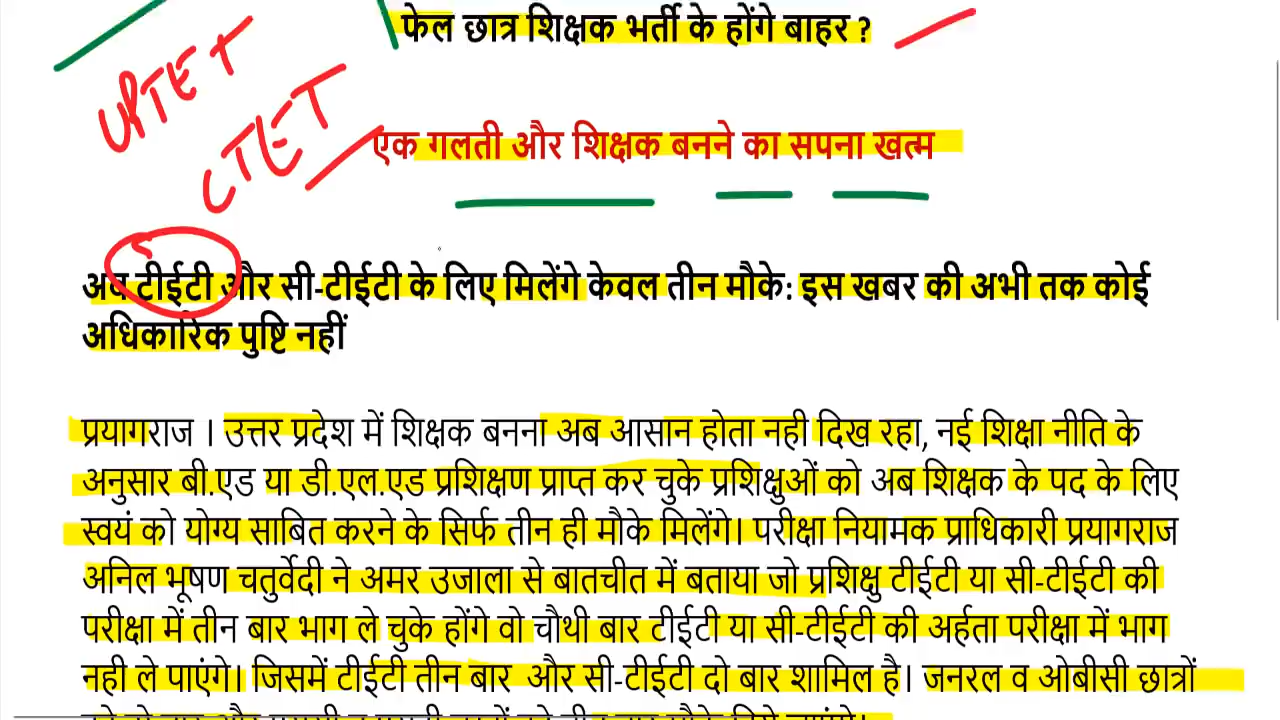 फेल छात्र शिक्षक भर्ती के होंगे बाहर ?
UPTET
CTET
एक गलती और शिक्षक बनने का सपना खत्म
अब टीईटी और सी-टीईटी के लिए मिलेंगे केवल तीन मौके: इस खबर की अभी तक कोई
अधिकारिक पुष्टि नहीं
प्रयागराज । उत्तर प्रदेश में शिक्षक बनना अब आसान होता नही दिख रहा, नई शिक्षा नीति के
अनुसार बी.एड या डी.एल.एड प्रशिक्षण प्राप्त कर चुके प्रशिक्षुओं को अब शिक्षक के पद के लिए
स्वयं को योग्य साबित करने के सिर्फ तीन ही मौके मिलेंगे। परीक्षा नियामक प्राधिकारी प्रयागराज
अनिल भूषण चतुर्वेदी ने अमर उजाला से बातचीत में बताया जो प्रशिक्षु टीईटी या सी-टीईटी की
परीक्षा में तीन बार भाग ले चुके होंगे वो चौथी बार टीईटी या सी-टीईटी की अर्हता परीक्षा में भाग
नही ले पाएंगे। जिसमें टीईटी तीन बार और सी-टीईटी दो बार शामिल है। जनरल व ओबीसी छात्रों